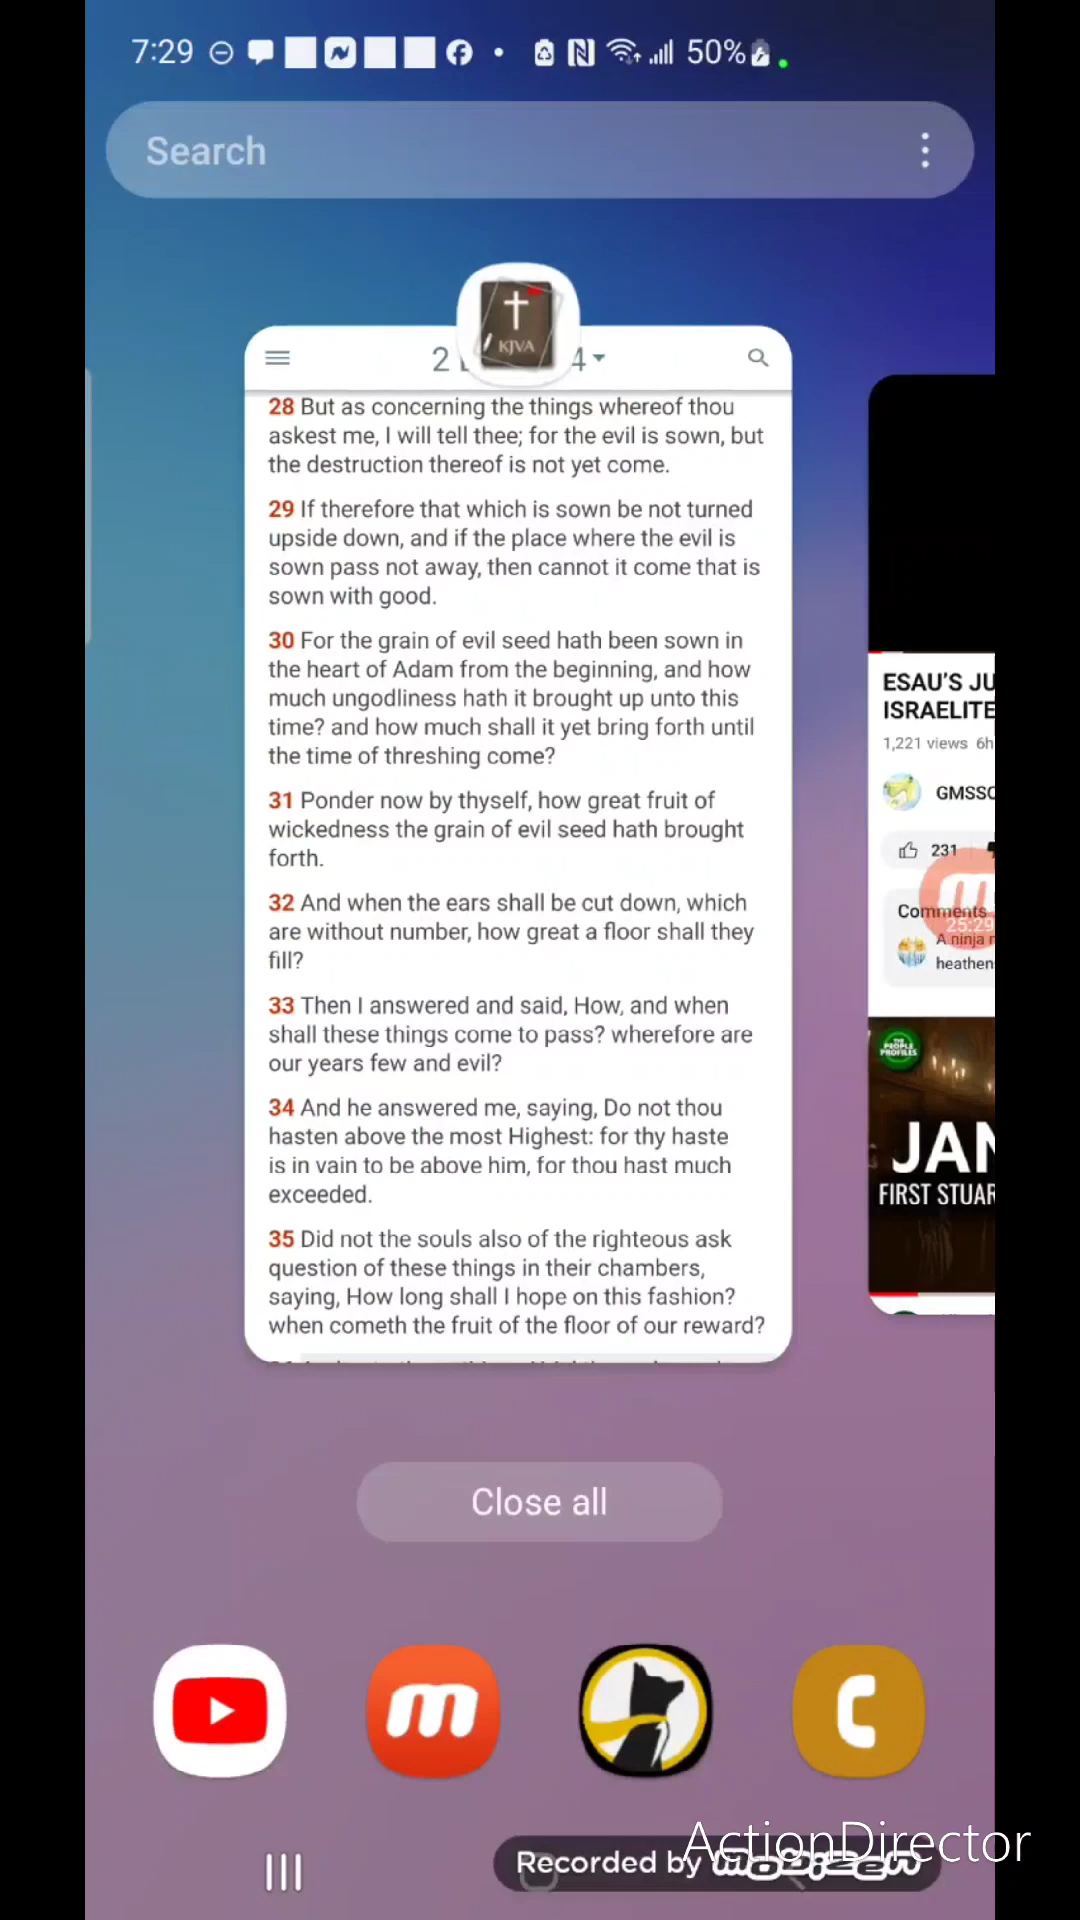 7:29
50%
Search
KJVA
2
4
28 But as concerning the things whereof thou
askest me, I will tell thee; for the evil is sown, but
the destruction thereof is not yet come.
29 If therefore that which is sown be not turned
upside down, and if the place where the evil is
sown pass not away, then cannot it come that is
sown with good.
30 For the grain of evil seed hath been sown in
the heart of Adam from the beginning, and how
much ungodliness hath it brought up unto this
time? and how much shall it yet bring forth until
the time of threshing come?
31 Ponder now by thyself, how great fruit of
wickedness the grain of evil seed hath brought
forth.
32 And when the ears shall be cut down, which
are without number, how great a floor shall they
fill?
33 Then I answered and said, How, and when
shall these things come to pass? wherefore are
our years few and evil?
34 And he answered me, saying, Do not thou
hasten above the most Highest: for thy haste
is in vain to be above him, for thou hast much
exceeded.
35 Did not the souls also of the righteous ask
question of these things in their chambers,
saying, How long shall I hope on this fashion?
when cometh the fruit of the floor of our reward?
ESAU'S JU
ISRAELITE
1,221 views 6h
GMSSC
231
Comments
25:29
A.ninja r
heathen
THE PEOPLE PROFILES
JAN
FIRST STUAR
Close all
ActionDirector
Recorded by mobizen